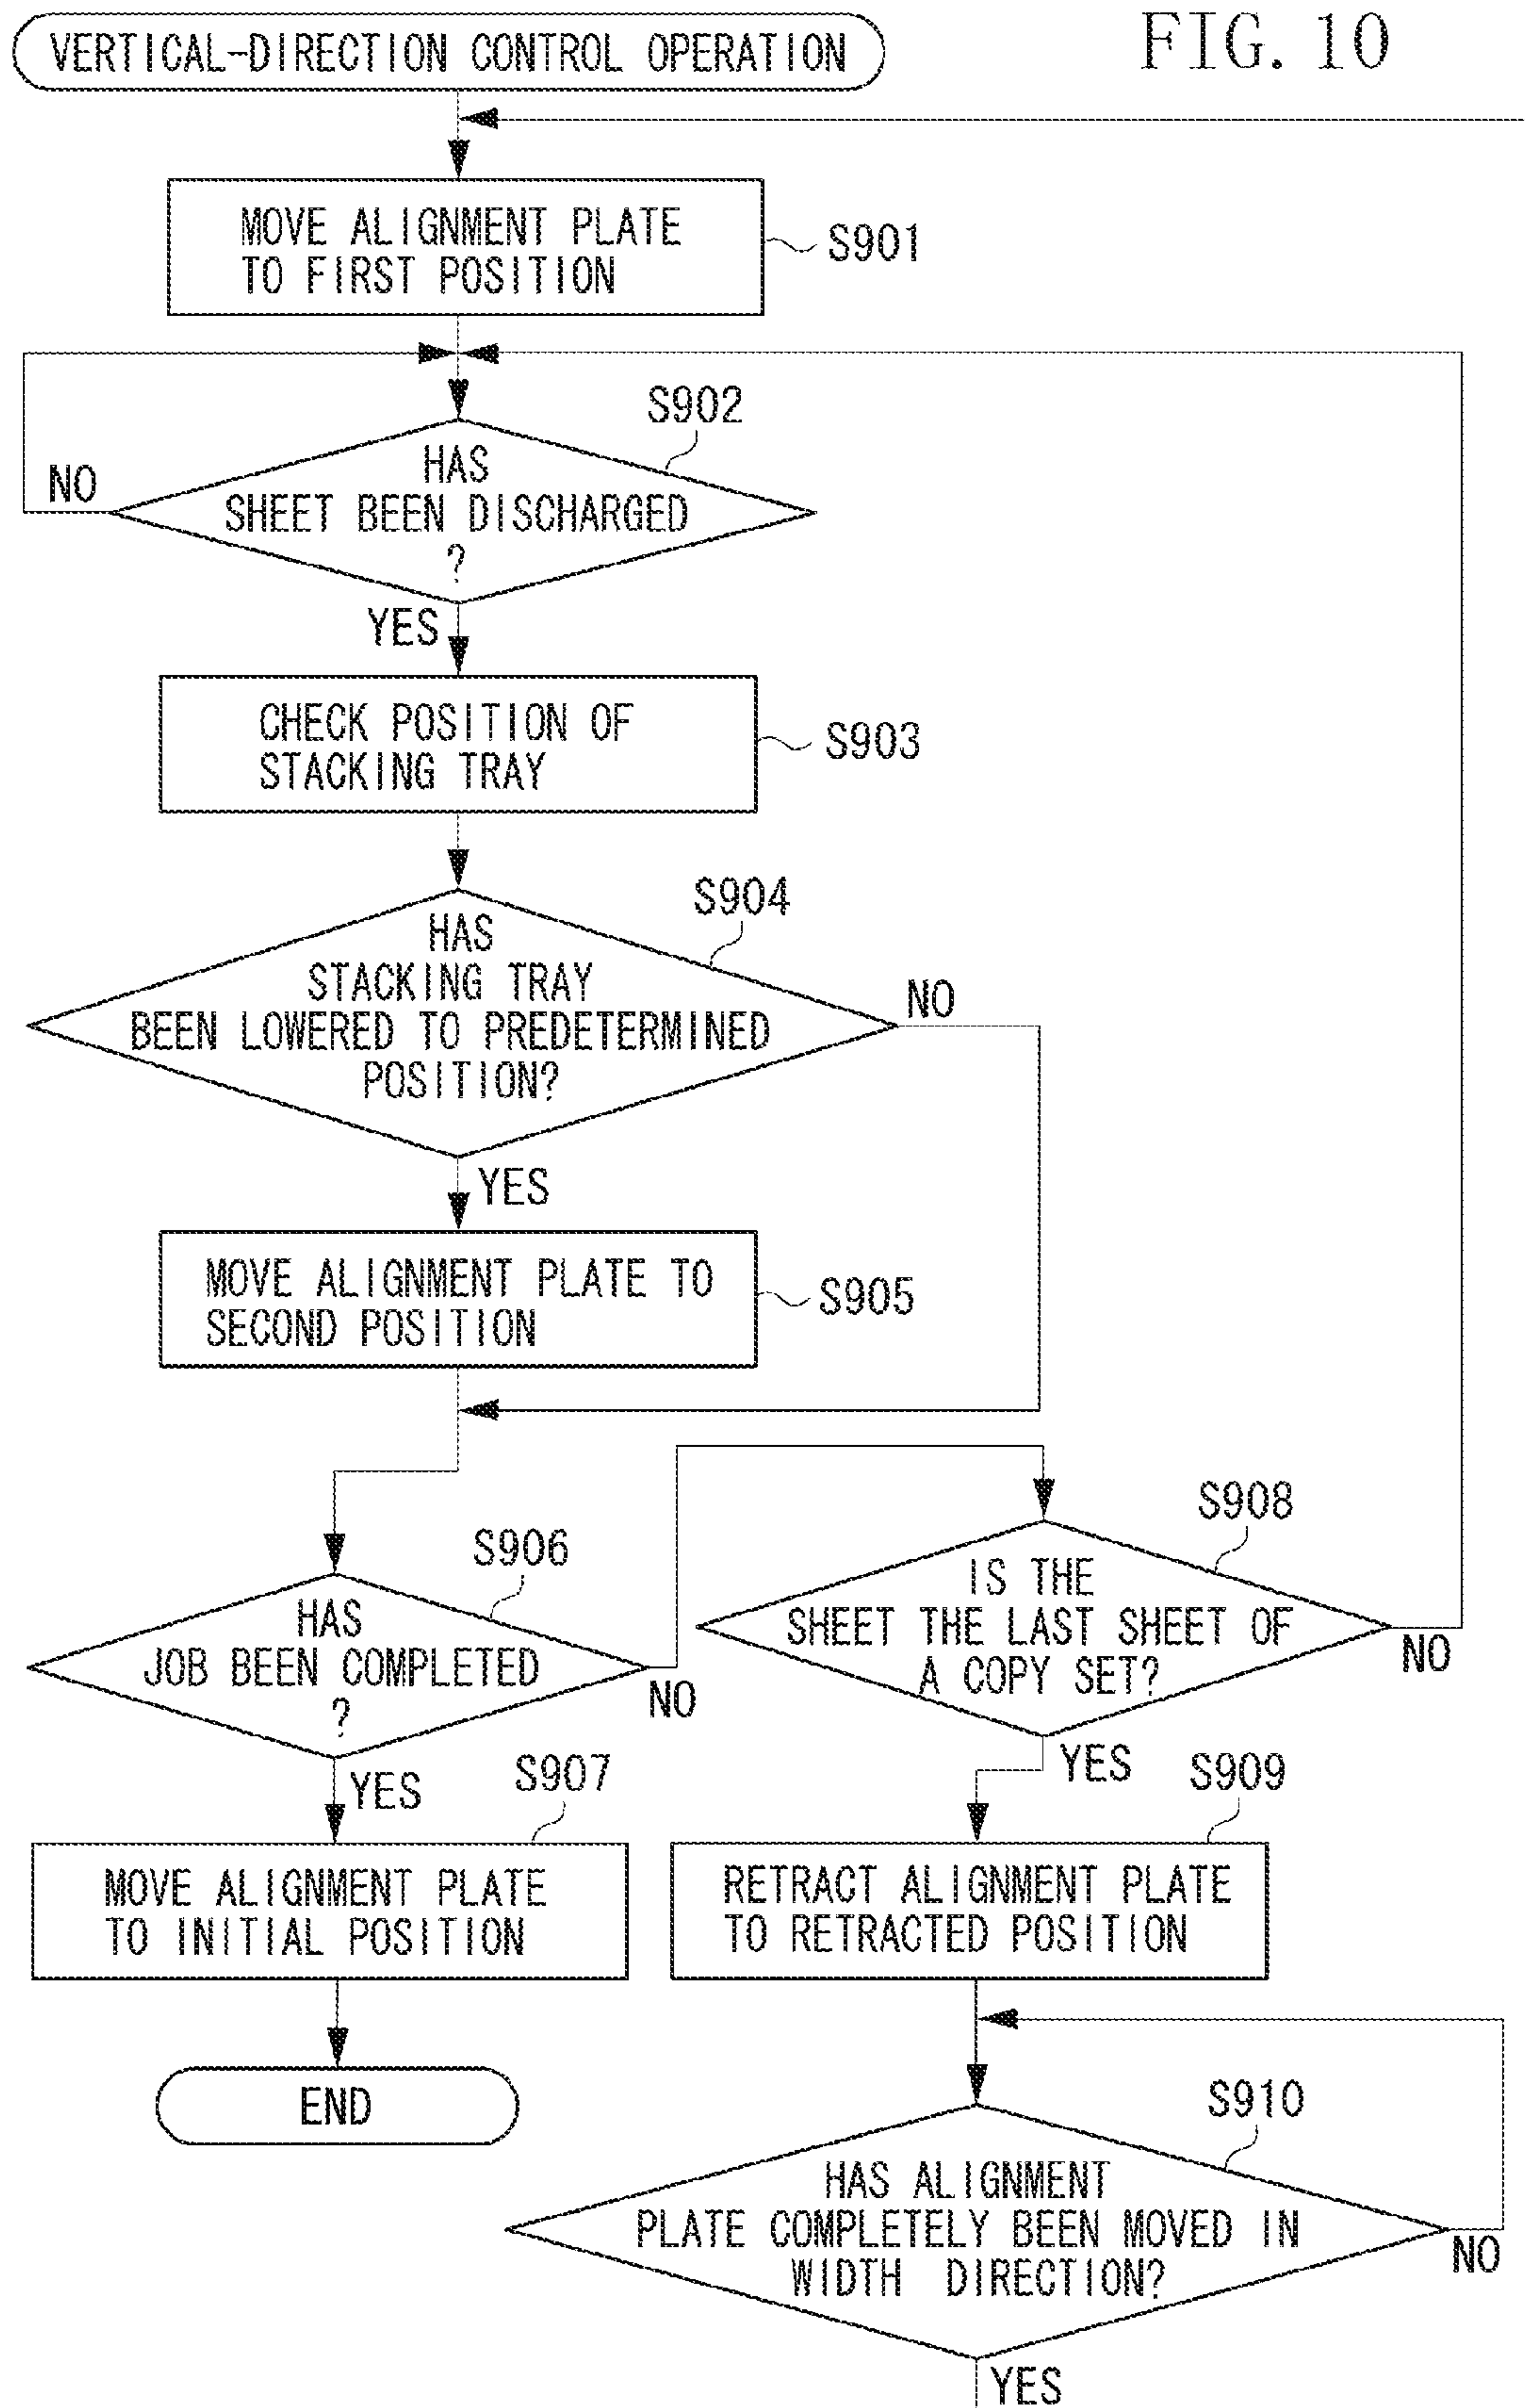 VERTICAL-DIRECTION CONTROL OPERATION
FIG. 10
MOVE ALIGNMENT PLATE
TO FIRST POSITION
S901
S902
HAS
SHEET BEEN DISCHARGED
?
NO
YES
CHECK POSITION OF
STACKING TRAY
S903
S904
HAS
STACKING TRAY
BEEN LOWERED TO PREDETERMINED
POSITION?
NO
YES
MOVE ALIGNMENT PLATE TO
SECOND POSITION
S905
S906
HAS
JOB BEEN COMPLETED
?
NO
YES
S907
MOVE ALIGNMENT PLATE
TO INITIAL POSITION
END
S908
IS THE
SHEET THE LAST SHEET OF
A COPY SET?
NO
YES
S909
RETRACT ALIGNMENT PLATE
TO RETRACTED POSITION
S910
HAS ALIGNMENT
PLATE COMPLETELY BEEN MOVED IN
WIDTH DIRECTION?
NO
YES